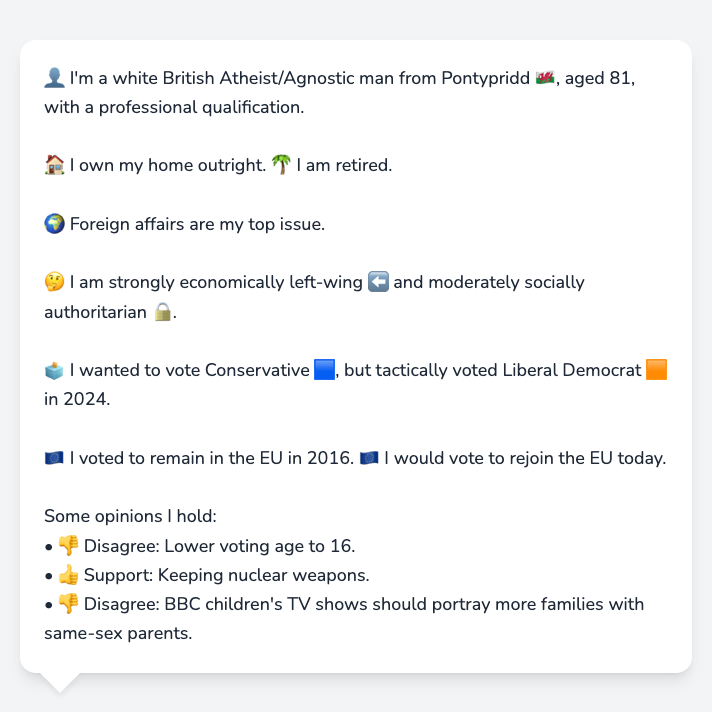 👤 I'm a white British Atheist/Agnostic man from Pontypridd 🏴󠁧󠁢󠁷󠁬󠁳󠁿, aged 81,
with a professional qualification.
🏠 I own my home outright. 🌴 I am retired.
🌍 Foreign affairs are my top issue.
🤔 I am strongly economically left-wing ⬅️ and moderately socially
authoritarian 🔒.
🗳️ I wanted to vote Conservative 🟦, but tactically voted Liberal Democrat 🟧
in 2024.
🇪🇺 I voted to remain in the EU in 2016. 🇪🇺 I would vote to rejoin the EU today.
Some opinions I hold:
• 👎 Disagree: Lower voting age to 16.
• 👍 Support: Keeping nuclear weapons.
• 👎 Disagree: BBC children's TV shows should portray more families with
same-sex parents.